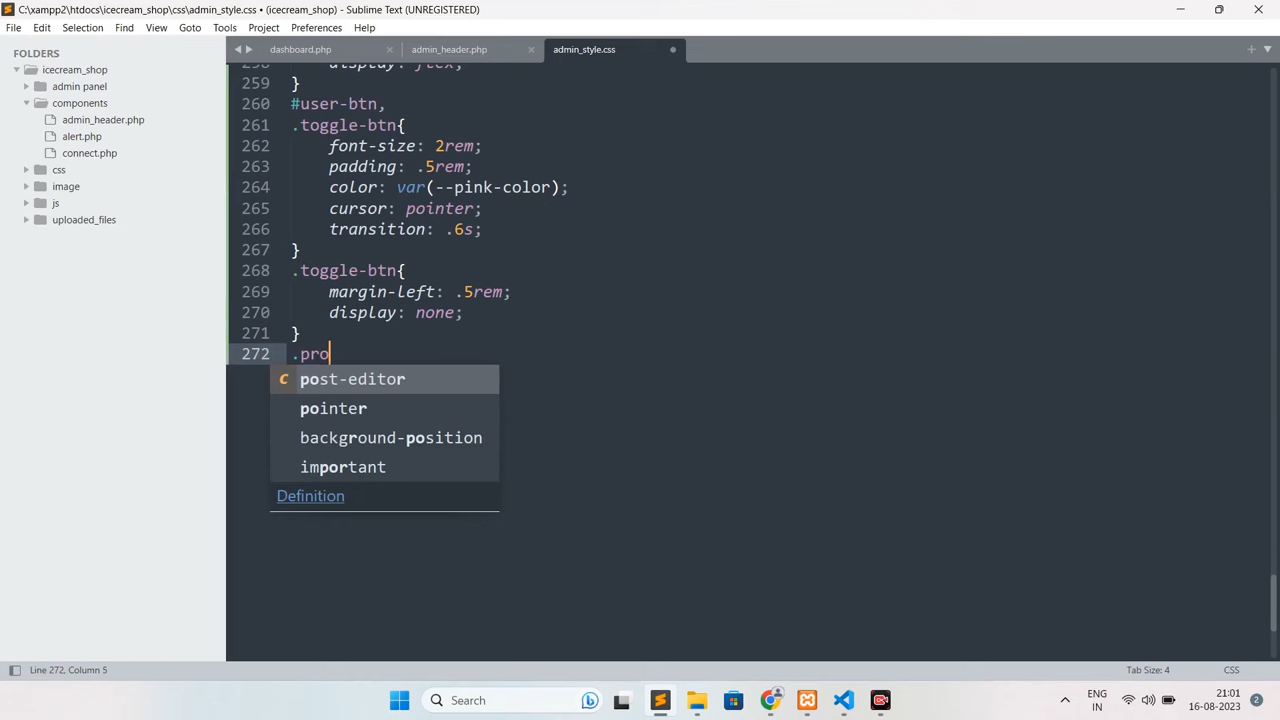 C:\xampp2\htdocs\icecream_shop\css\admin_style.css • (icecream_shop) - Sublime Text (UNREGISTERED)
File Edit Selection Find View Goto Tools Project Preferences Help
FOLDERS
icecream_shop
admin panel
components
admin_header.php
alert.php
connect.php
css
image
js
uploaded_files
dashboard.php
admin_header.php
admin_style.css
258 display: flex;
259 }
260 #user-btn,
261 .toggle-btn{
262 font-size: 2rem;
263 padding: .5rem;
264 color: var(--pink-color);
265 cursor: pointer;
266 transition: .6s;
267 }
268 .toggle-btn{
269 margin-left: .5rem;
270 display: none;
271 }
272 .pro
c post-editor
pointer
background-position
important
Definition
Line 272, Column 5
Tab Size: 4
CSS
Search
ENG
IN
21:01
16-08-2023
2